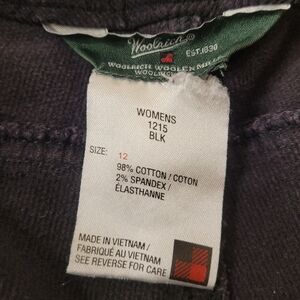 Woolrich®
EST. 1830
WOOLRICH WOOLEN MILLS
WOMENS
1215
BLK
SIZE: 12
98% COTTON / COTON
2% SPANDEX /
ÉLASTHANNE
MADE IN VIETNAM /
FABRIQUÉ AU VIETNAM
SEE REVERSE FOR CARE